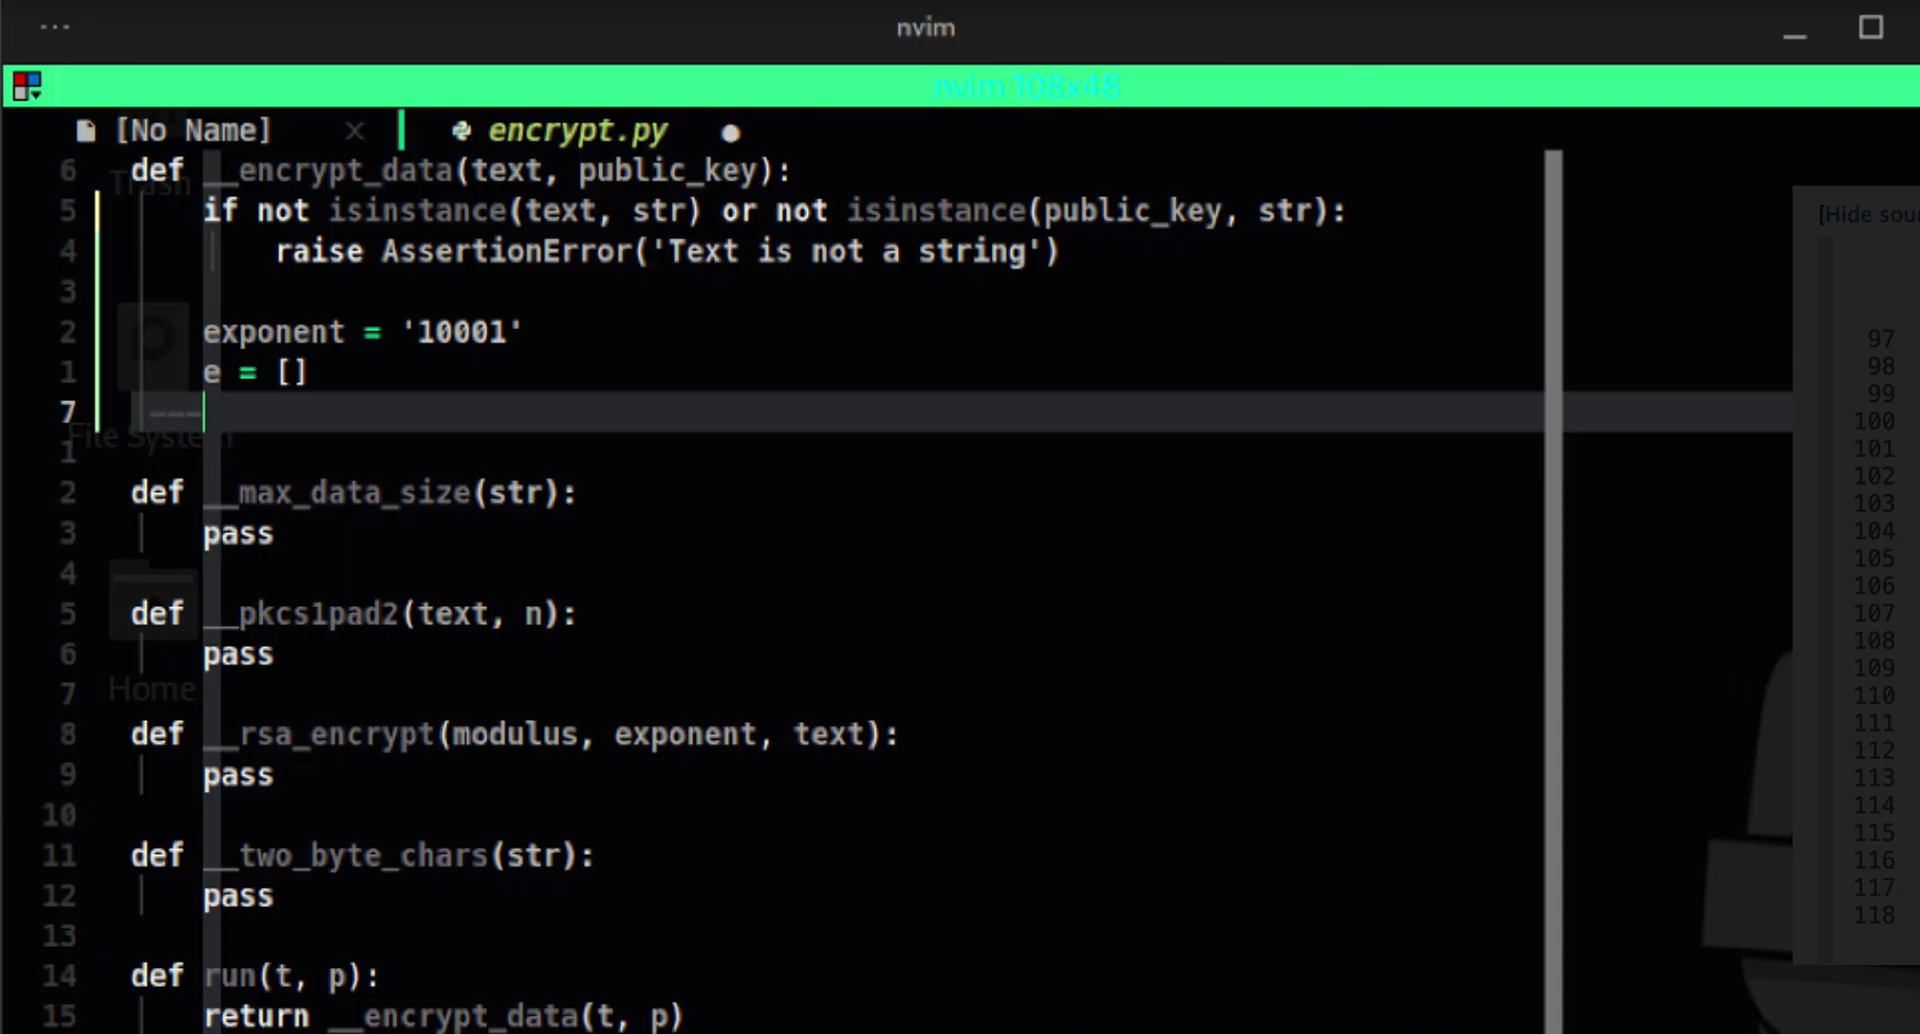 nvim
nvim 108x48
[No Name] encrypt.py
6 def __encrypt_data(text, public_key):
Trash
5 if not isinstance(text, str) or not isinstance(public_key, str):
[Hide sour
4 raise AssertionError('Text is not a string')
3
2 exponent = '10001'
97
98
1 e = []
99
7
100
File System
1
101
102
2 def __max_data_size(str):
103
3 pass
104
105
4
106
5 def __pkcs1pad2(text, n):
107
108
6 pass
109
7 Home
110
111
8 def __rsa_encrypt(modulus, exponent, text):
112
9 pass
113
114
10
115
11 def __two_byte_chars(str):
116
117
12 pass
118
13
14 def run(t, p):
15 return __encrypt_data(t, p)